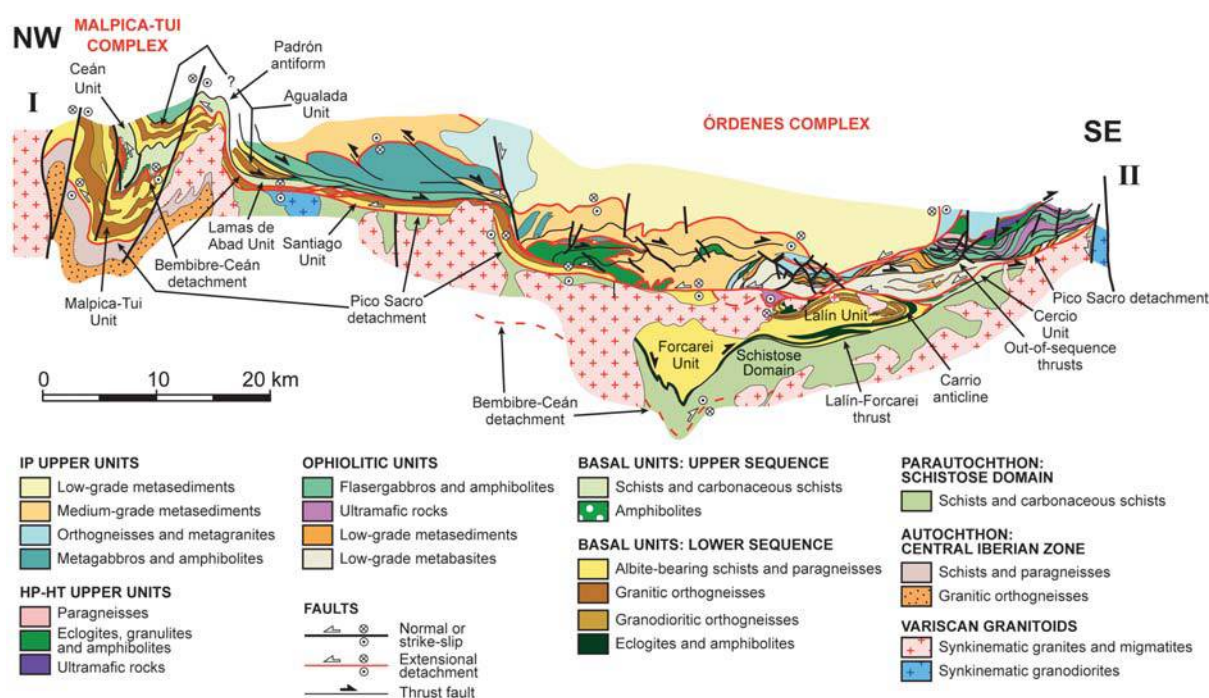 NW
MALPICA-TUI
COMPLEX
Ceán
Unit
Padrón
antiform
?
Agualada
Unit
I
ÓRDENES COMPLEX
SE
II
Lamas de
Abad Unit
Santiago
Unit
Bembibre-Ceán
detachment
Malpica-Tui
Unit
Pico Sacro
detachment
Lalín Unit
Forcarei
Unit
Schistose
Domain
Pico Sacro detachment
Cercio
Unit
Out-of-sequence
thrusts
Carrio
anticline
Lalín-Forcarei
thrust
Bembibre-Ceán
detachment
0 10 20 km
IP UPPER UNITS
Low-grade metasediments
Medium-grade metasediments
Orthogneisses and metagranites
Metagabbros and amphibolites
HP-HT UPPER UNITS
Paragneisses
Eclogites, granulites
and amphibolites
Ultramafic rocks
OPHIOLITIC UNITS
Flasergabbros and amphibolites
Ultramafic rocks
Low-grade metasediments
Low-grade metabasites
FAULTS
Normal or
strike-slip
Extensional
detachment
Thrust fault
BASAL UNITS: UPPER SEQUENCE
Schists and carbonaceous schists
Amphibolites
BASAL UNITS: LOWER SEQUENCE
Albite-bearing schists and paragneisses
Granitic orthogneisses
Granodioritic orthogneisses
Eclogites and amphibolites
PARAUTOCHTHON:
SCHISTOSE DOMAIN
Schists and carbonaceous schists
AUTOCHTHON:
CENTRAL IBERIAN ZONE
Schists and paragneisses
Granitic orthogneisses
VARISCAN GRANITOIDS
Synkinematic granites and migmatites
Synkinematic granodiorites